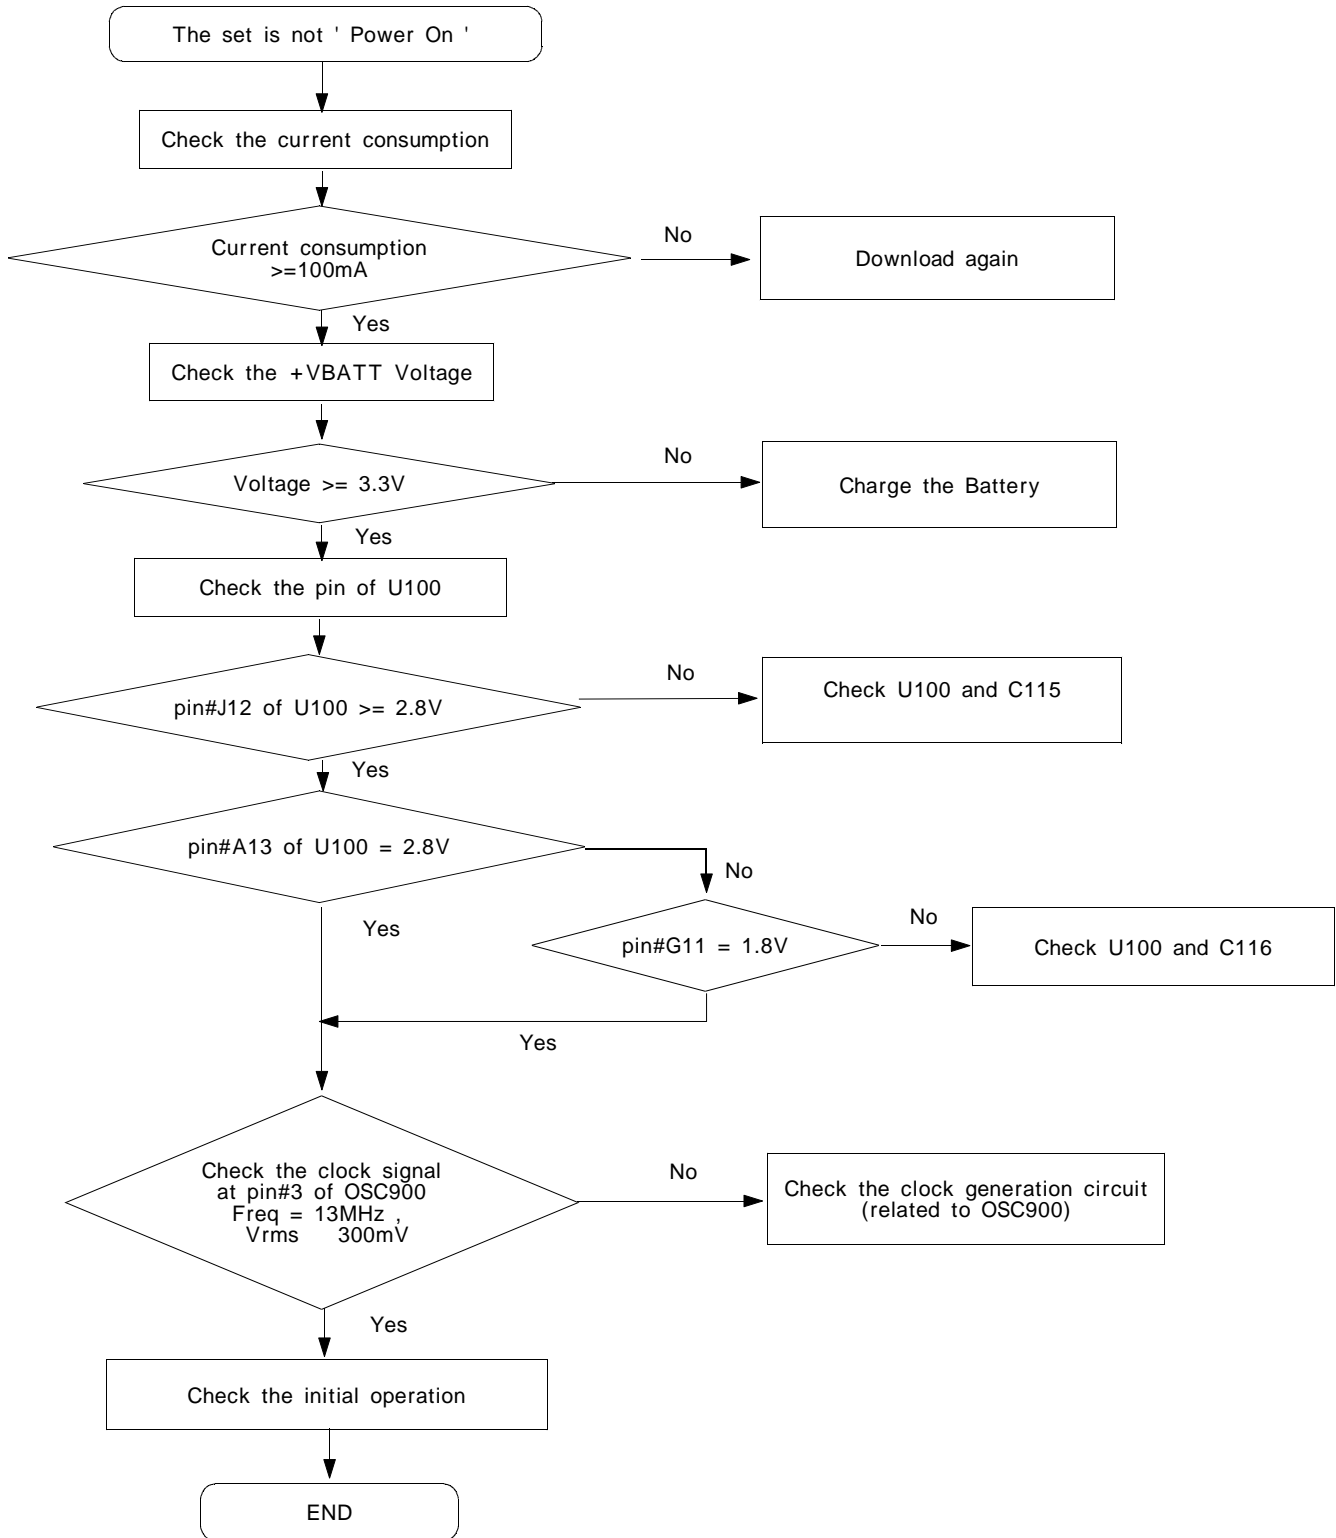 The set is not ' Power On '
Check the current consumption
Current consumption
>=100mA
No
Download again
Yes
Check the +VBATT Voltage
Voltage >= 3.3V
No
Charge the Battery
Yes
Check the pin of U100
pin#J12 of U100 >= 2.8V
No
Check U100 and C115
Yes
pin#A13 of U100 = 2.8V
No
Yes
pin#G11 = 1.8V
No
Check U100 and C116
Yes
Check the clock signal
at pin#3 of OSC900
Freq = 13MHz ,
Vrms 300mV
No
Check the clock generation circuit
(related to OSC900)
Yes
Check the initial operation
END